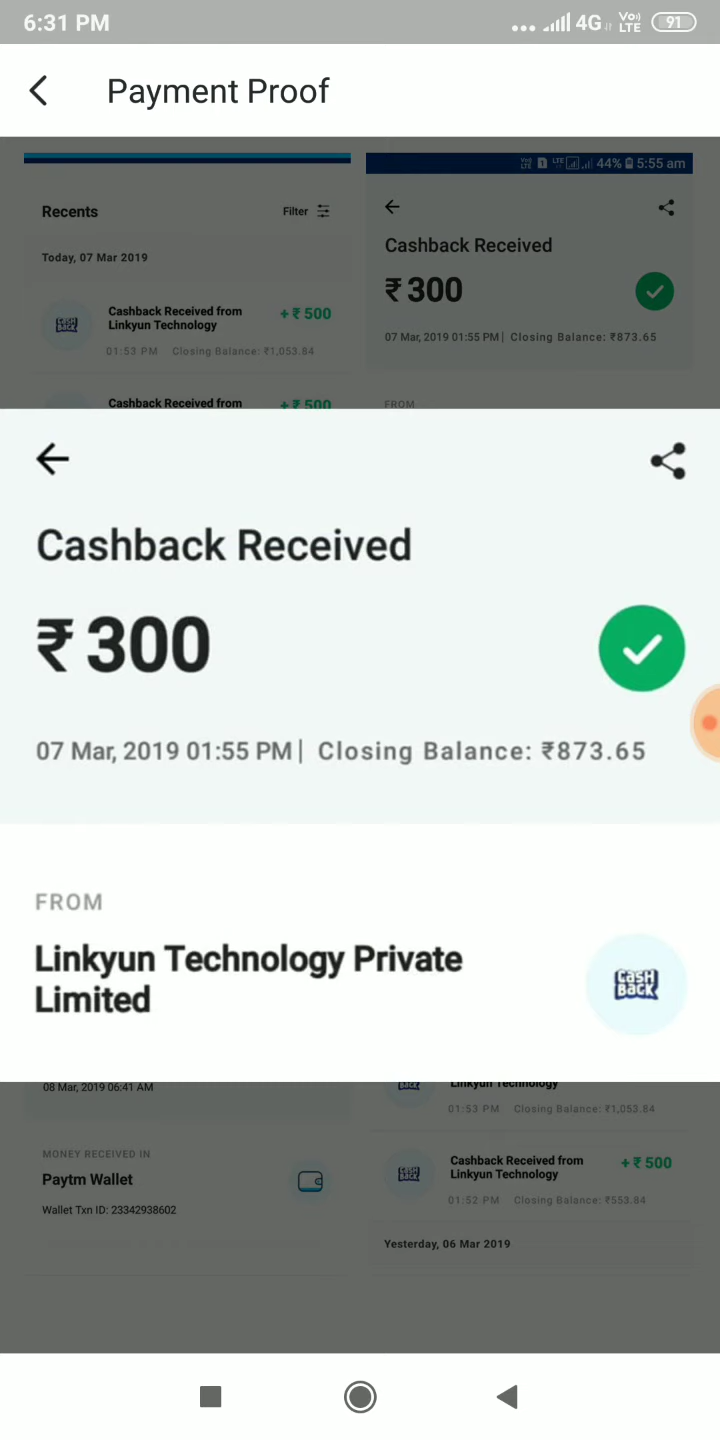 6:31 PM
4G
Vo)) LTE
91
Payment Proof
Recents
Filter
Today, 07 Mar 2019
Cashback Received from
Linkyun Technology
+ ₹ 500
01:53 PM Closing Balance: ₹1,053.84
Cashback Received from
+ ₹ 500
44%
5:55 am
Cashback Received
₹ 300
07 Mar, 2019 01:55 PM| Closing Balance: ₹873.65
FROM
Cashback Received
₹ 300
07 Mar, 2019 01:55 PM| Closing Balance: ₹873.65
FROM
Linkyun Technology Private
Limited
CASH
BACK
08 Mar, 2019 06:41 AM
MONEY RECEIVED IN
Paytm Wallet
Wallet Txn ID: 23342938602
Linkyun Technology
01:53 PM Closing Balance: ₹1,053.84
Cashback Received from
Linkyun Technology
+ ₹ 500
01:52 PM Closing Balance: ₹553.84
Yesterday, 06 Mar 2019